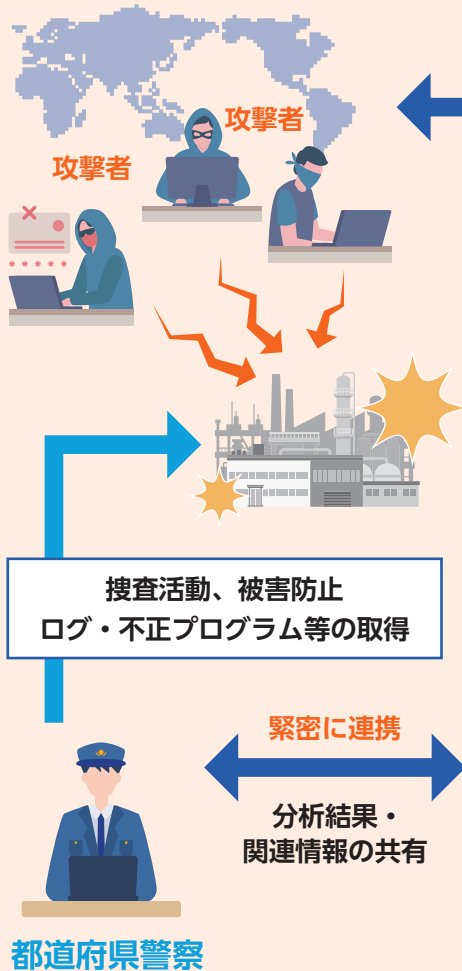 攻撃者
攻撃者
捜査活動、被害防止
ログ・不正プログラム等の取得
緊密に連携
分析結果・
関連情報の共有
都道府県警察